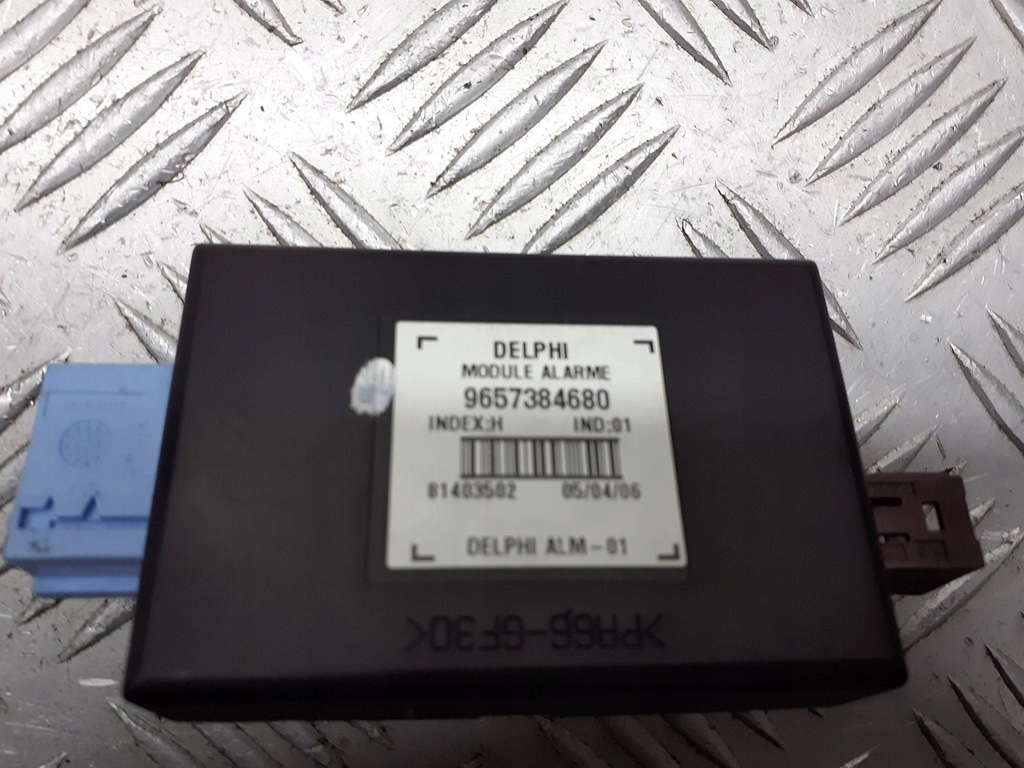 DELPHI
MODULE ALARME
9657384680
INDEX:H IND:01
81403502 05/04/06
DELPHI ALM-01
>PA66-GF30<